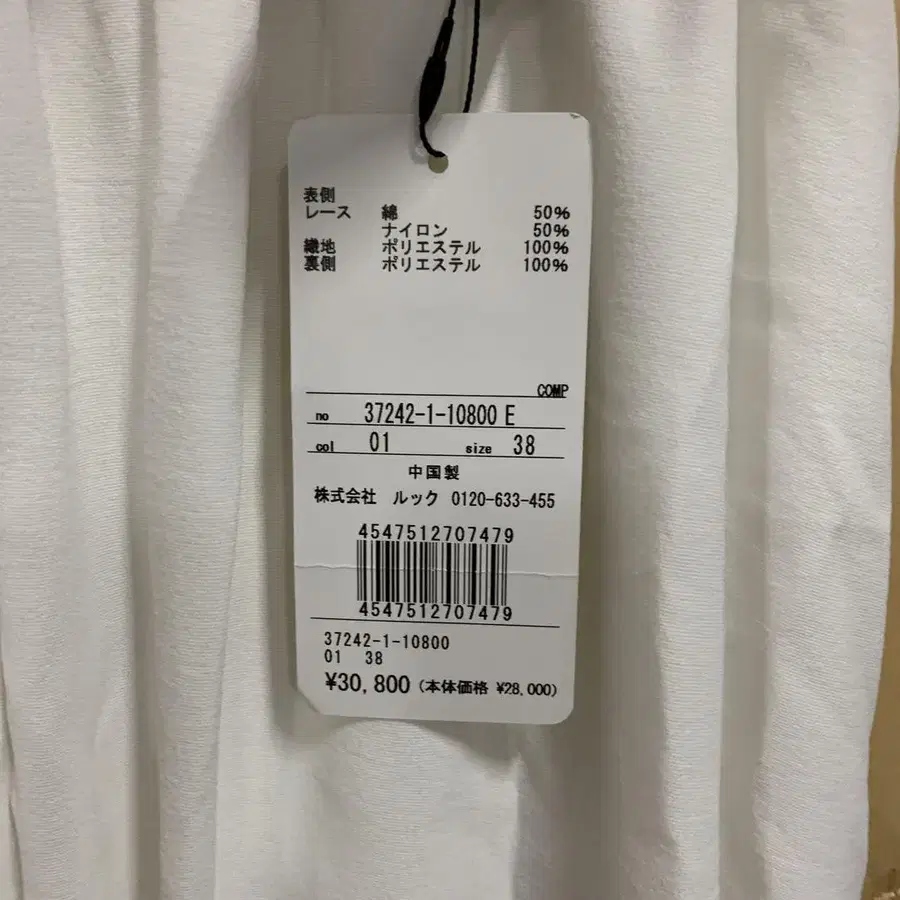 表側
レース 綿 50%
ナイロン 50%
織地 ポリエステル 100%
裏側 ポリエステル 100%
COMP
no 37242-1-10800 E
col 01 size 38
中国製
株式会社 ルック 0120-633-455
4547512707479
4547512707479
37242-1-10800
01 38
¥30,800 (本体価格 ¥28,000)